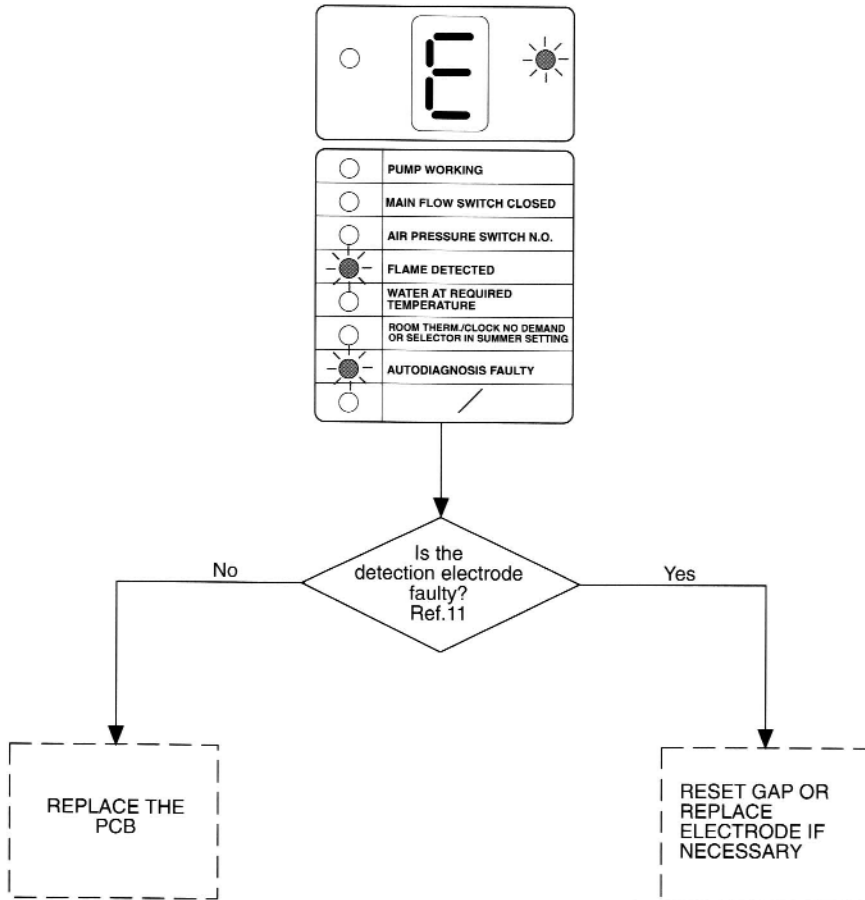 E
PUMP WORKING
MAIN FLOW SWITCH CLOSED
AIR PRESSURE SWITCH N.O.
FLAME DETECTED
WATER AT REQUIRED
TEMPERATURE
ROOM THERM./CLOCK NO DEMAND
OR SELECTOR IN SUMMER SETTING
AUTODIAGNOSIS FAULTY
/
Is the
detection electrode
faulty?
Ref.11
No
Yes
REPLACE THE
PCB
RESET GAP OR
REPLACE
ELECTRODE IF
NECESSARY